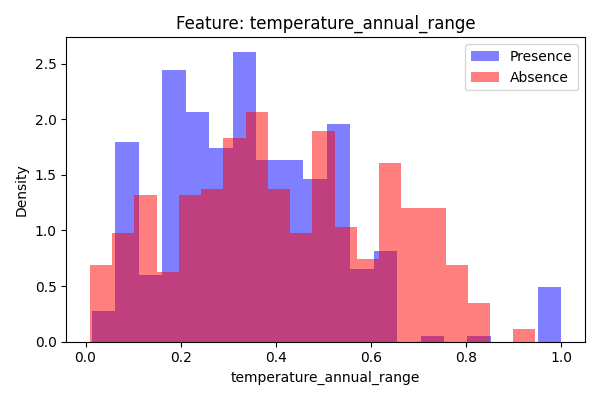 Feature: temperature_annual_range
Presence
Absence
Density
2.5
2.0
1.5
1.0
0.5
0.0
0.0 0.2 0.4 0.6 0.8 1.0
temperature_annual_range